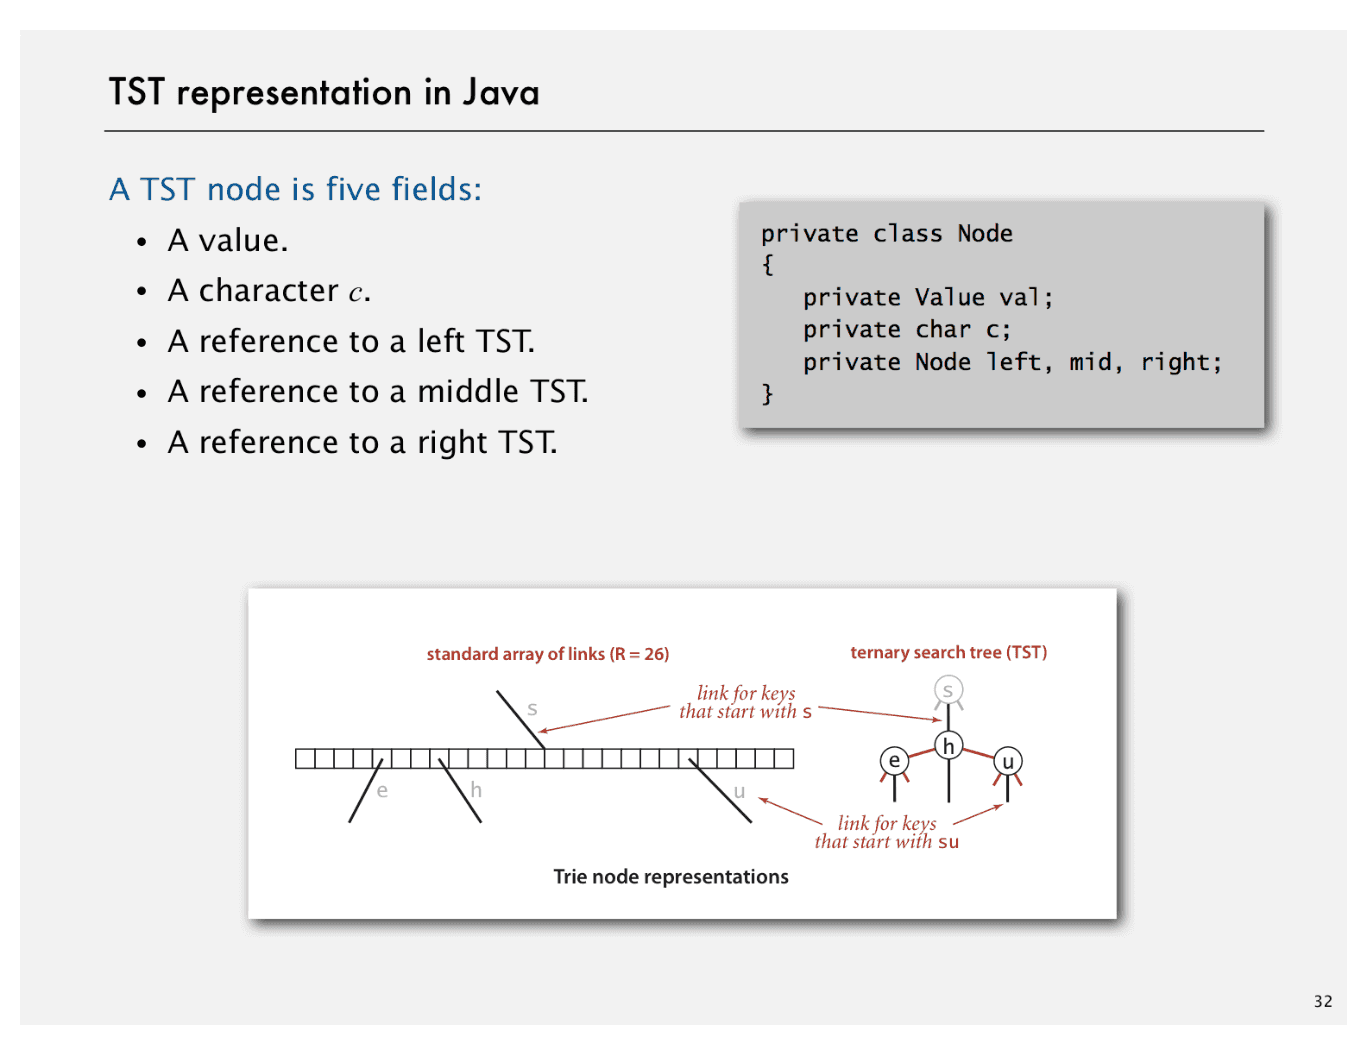 TST representation in Java
A TST node is five fields:
• A value.
• A character c.
• A reference to a left TST.
• A reference to a middle TST.
• A reference to a right TST.
private class Node
{
   private Value val;
   private char c;
   private Node left, mid, right;
}
standard array of links (R = 26)
ternary search tree (TST)
link for keys
that start with s
s
s
h
e
u
e
h
u
link for keys
that start with su
Trie node representations
32